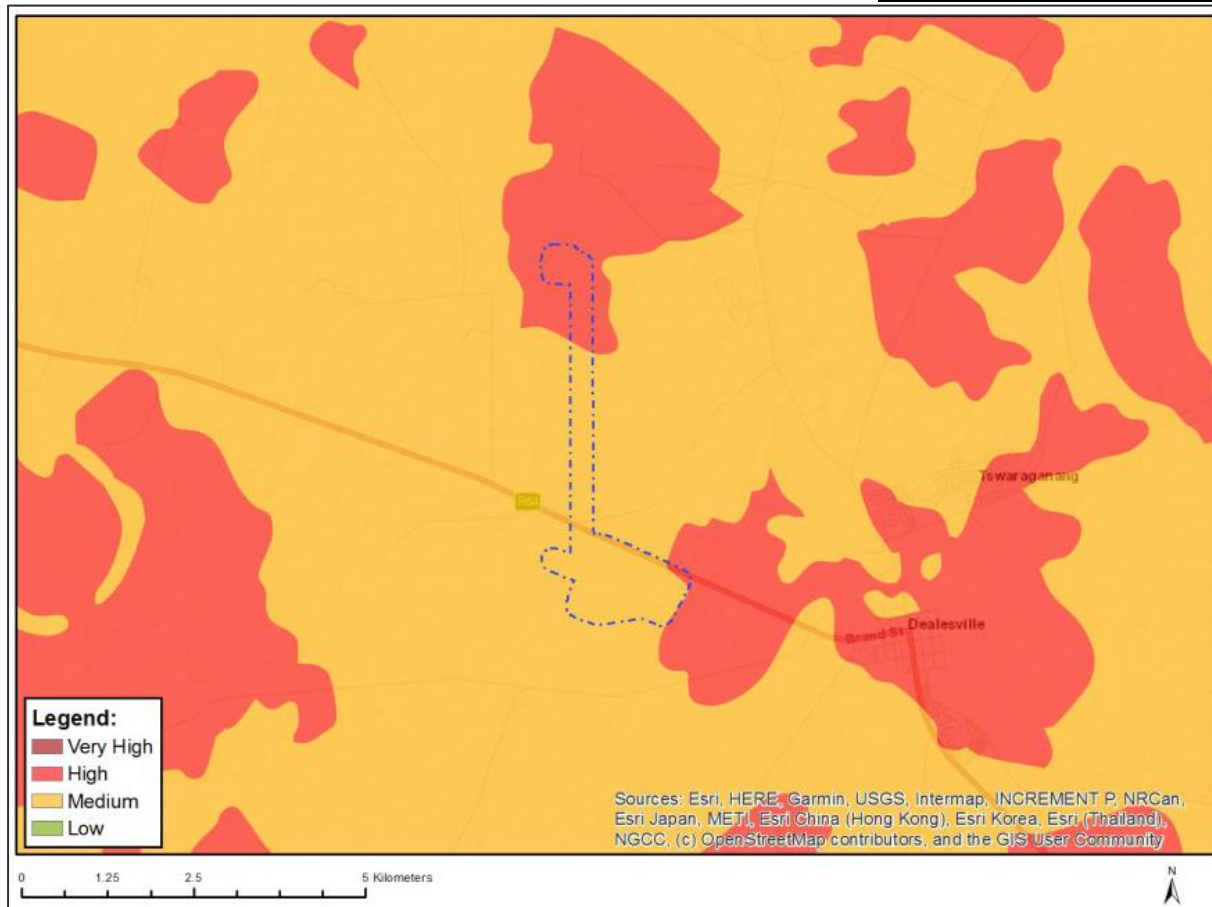 Tswaraganang
R64
Dealesville
Brand St
Legend:
Very High
High
Medium
Low
Sources: Esri, HERE, Garmin, USGS, Intermap, INCREMENT P, NRCan,
Esri Japan, METI, Esri China (Hong Kong), Esri Korea, Esri (Thailand),
NGCC, (c) OpenStreetMap contributors, and the GIS User Community
0 1.25 2.5 5 Kilometers
N